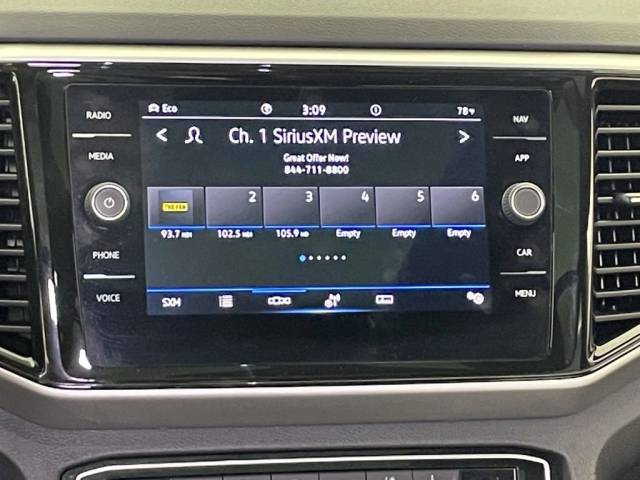 RADIO
MEDIA
PHONE
VOICE
Eco 3:09 78°F
Ch. 1 SiriusXM Preview
Great Offer Now!
844-711-8800
THE FAN 2 3 4 5 6
93.7 105.9 HD Empty Empty Empty
102.5
SXM
NAV
APP
CAR
MENU